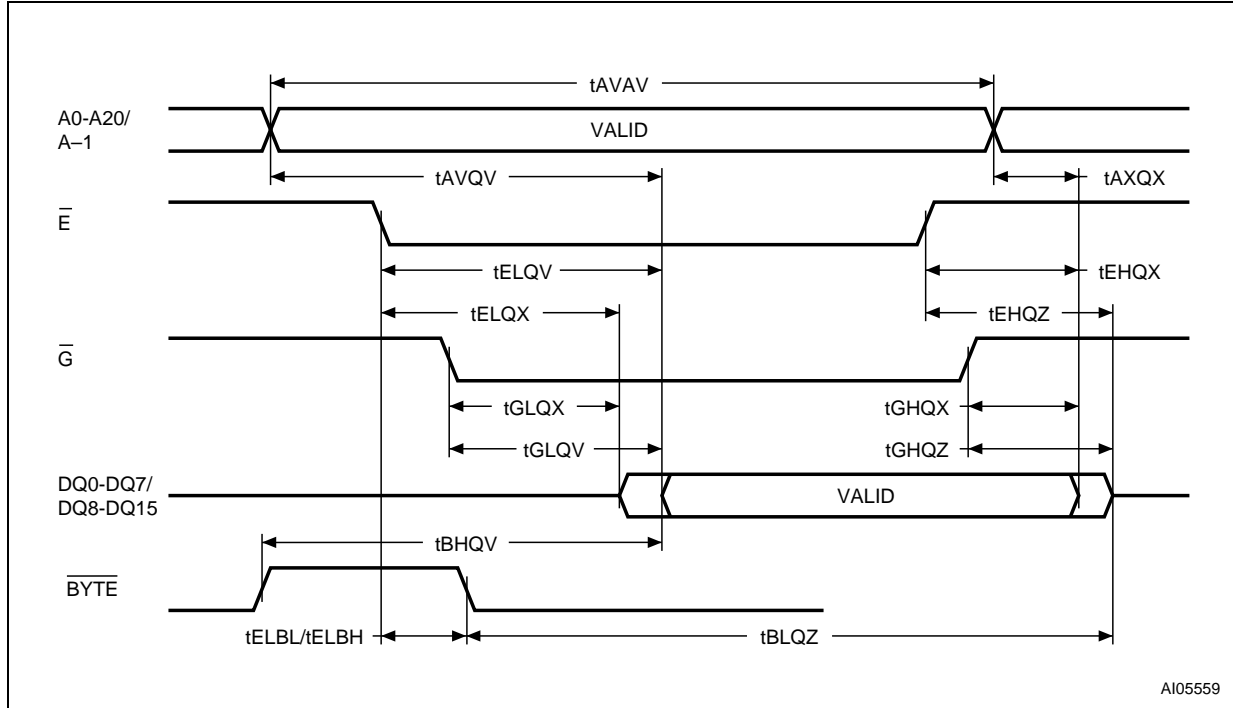 tAVAV
A0-A20/
A–1
VALID
tAVQV
tAXQX
E
tELQV
tEHQX
tELQX
tEHQZ
G
tGLQX
tGHQX
tGLQV
tGHQZ
DQ0-DQ7/
DQ8-DQ15
VALID
tBHQV
BYTE
tELBL/tELBH
tBLQZ
AI05559